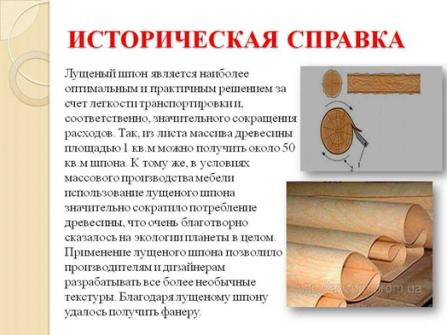 ИСТОРИЧЕСКАЯ СПРАВКА
Лущеный шпон является наиболее
оптимальным и практичным решением за
счет легкости транспортировки и,
соответственно, значительного сокращения
расходов. Так, из листа массива древесины
площадью 1 кв.м можно получить около 50
кв.м шпона. К тому же, в условиях
массового производства мебели
использование лущеного шпона
значительно сократило потребление
древесины, что очень благотворно
сказалось на экологии планеты в целом.
Применение лущеного шпона позволило
производителям и дизайнерам
разрабатывать все более необычные
текстуры. Благодаря лущеному шпону
удалось получить фанеру.
1
2